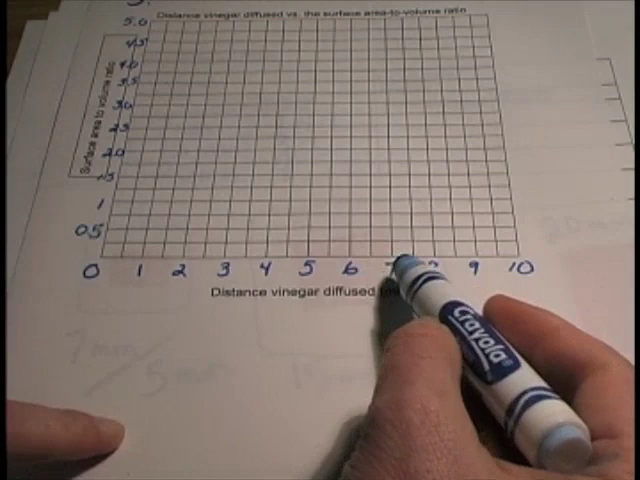 Distance vinegar diffused vs. the surface area-to-volume ratio
5.0
4.5
4.0
3.5
3.0
2.5
2.0
1.5
1
0.5
Surface area to volume ratio
0 1 2 3 4 5 6 7 9 10
Distance vinegar diffused
Crayola